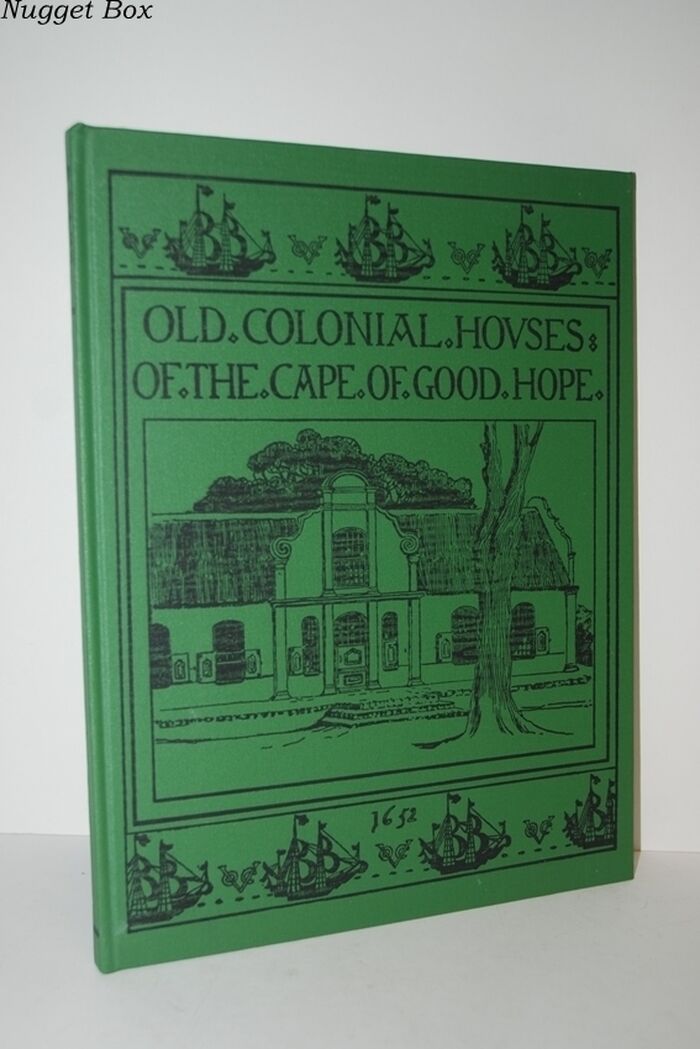 Nugget Box
OLD.COLONIAL.HOVSES:
OF.THE.CAPE.OF.GOOD.HOPE.
1652